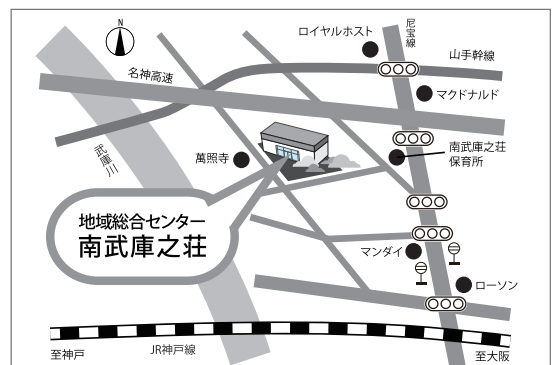 N
ロイヤルホスト
尼宝線
山手幹線
名神高速
マクドナルド
武庫川
萬照寺
南武庫之荘
保育所
地域総合センター
南武庫之荘
マンダイ
ローソン
至神戸
JR神戸線
至大阪